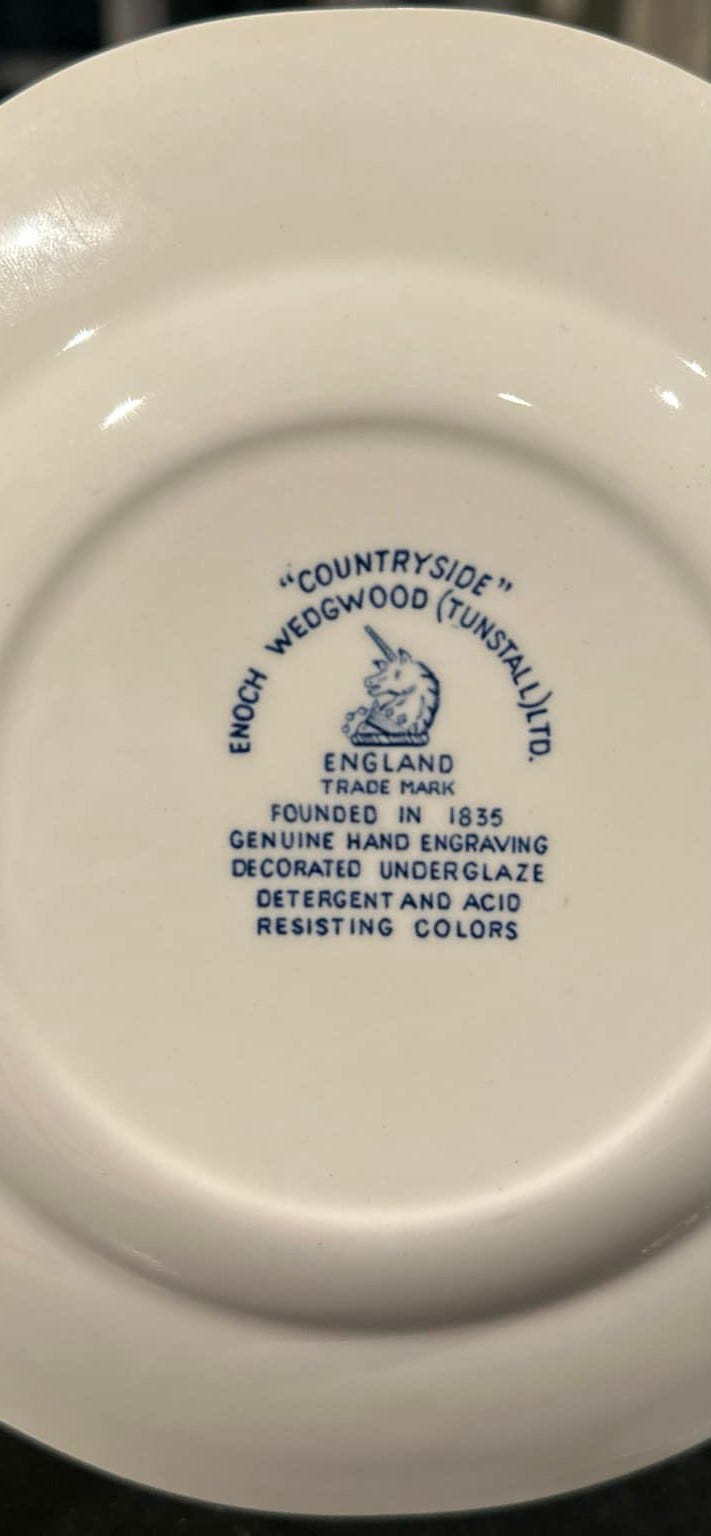 "COUNTRYSIDE"
ENOCH WEDGWOOD (TUNSTALL) LTD.
ENGLAND
TRADE MARK
FOUNDED IN 1835
GENUINE HAND ENGRAVING
DECORATED UNDERGLAZE
DETERGENT AND ACID
RESISTING COLORS